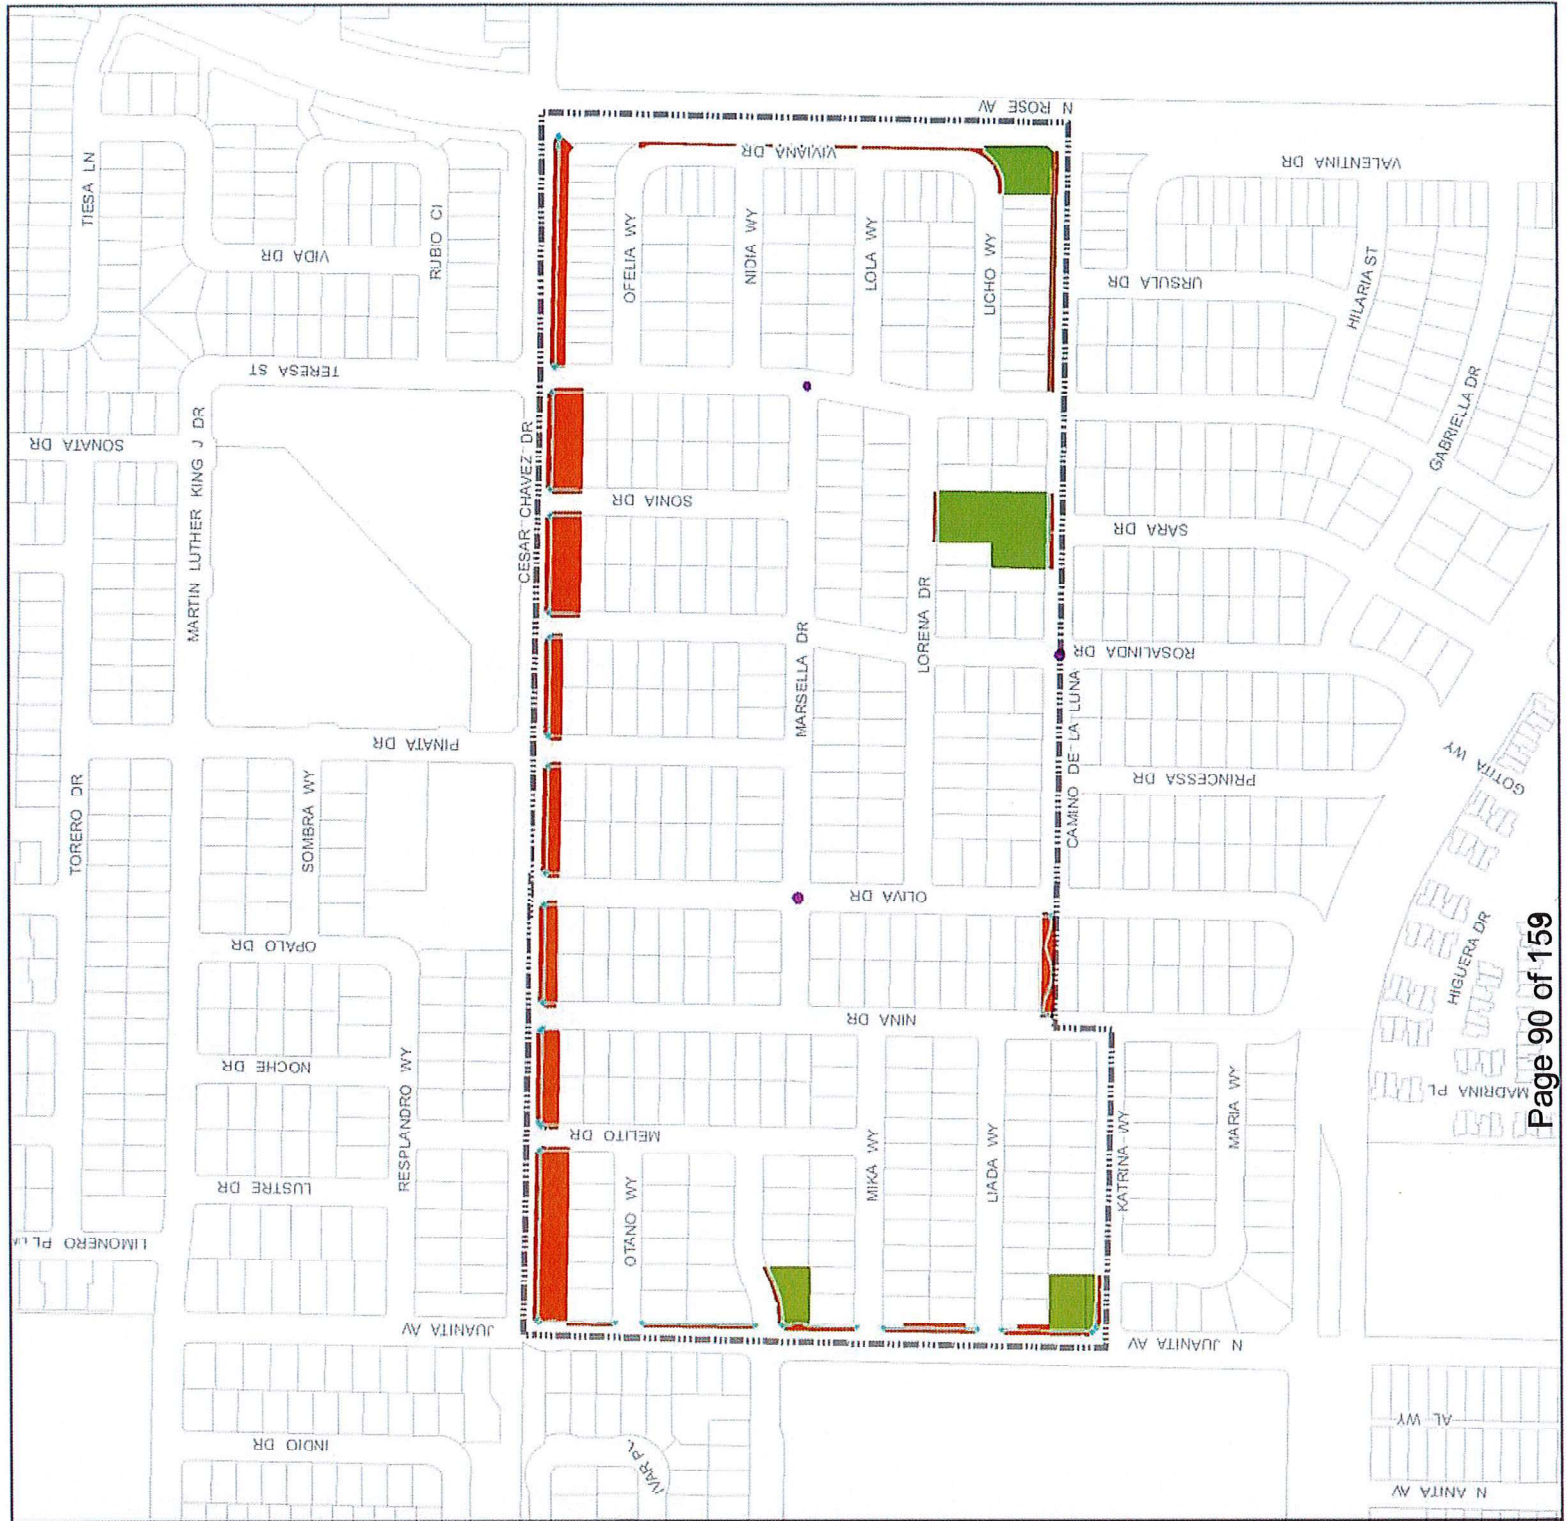 N ROSE AV
TIESA LN
VIVIANA DR
VALENTINA DR
RUBIO CI
VIDA DR
OFELIA WY
NIDIA WY
LOLA WY
LICHO WY
URSULA DR
HILARIA ST
TERESA ST
SONATA DR
MARTIN LUTHER KING J DR
CESAR CHAVEZ DR
GABRIELLA DR
SONIA DR
SARA DR
LORENA DR
MARSELLA DR
ROSALINDA DR
CAMINO DE LA LUNA
PINATA DR
TORERO DR
SOMBRA WY
PRINCESSA DR
GOTITA WY
OLIVA DR
OPALO DR
HIGUERA DR
NINA DR
NOCHE DR
RESPLANDRO WY
MADRINA PL
MELITO DR
MIKA WY
LIADA WY
KATRINA WY
MARIA WY
LUSTRE DR
OTANO WY
LIMONERO PL
JUANITA AV
N JUANITA AV
INDIO DR
IVAR PL
AL WY
N ANITA AV
Page 90 of 159